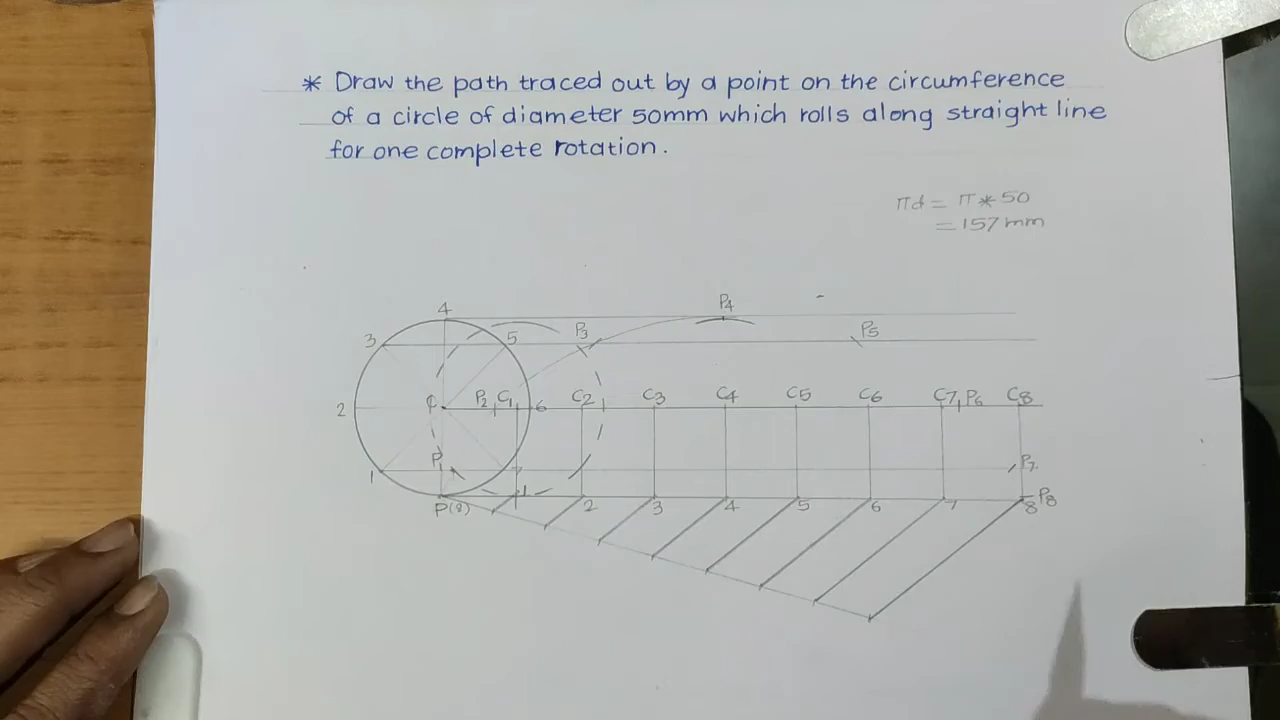 * Draw the path traced out by a point on the circumference
of a circle of diameter 50mm which rolls along straight line
for one complete rotation.
πd = π * 50
= 157 mm
4 P4
3 5 P3 P5
2 C P2 C1 6 C2 C3 C4 C5 C6 C7 P6 C8
1 P1 7 P7
P(8) 1 2 3 4 5 6 7 8 P8